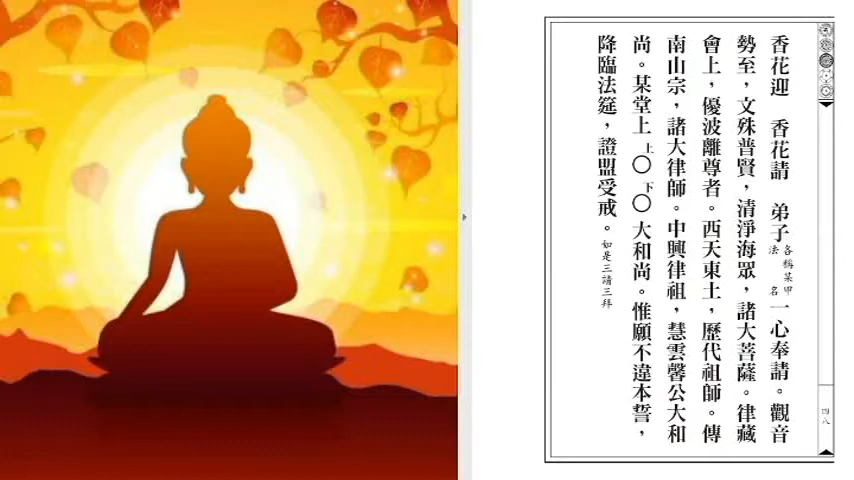 香花迎　香花請　弟子各稱某甲法名一心奉請。觀音
勢至，文殊普賢，清淨海眾，諸大菩薩。律藏
會上，優波離尊者。西天東土，歷代祖師。傳
南山宗，諸大律師。中興律祖，慧雲馨公大和
尚。某堂上上〇下〇大和尚。惟願不違本誓，
降臨法筵，證盟受戒。如是三請三拜
四八